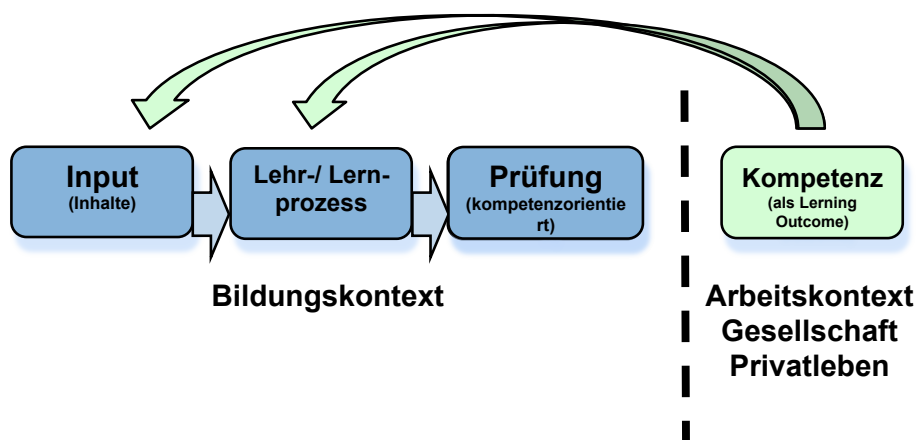 Input
(Inhalte)
Lehr-/ Lern-
prozess
Prüfung
(kompetenzorientie
rt)
Kompetenz
(als Lerning
Outcome)
Bildungskontext
Arbeitskontext
Gesellschaft
Privatleben